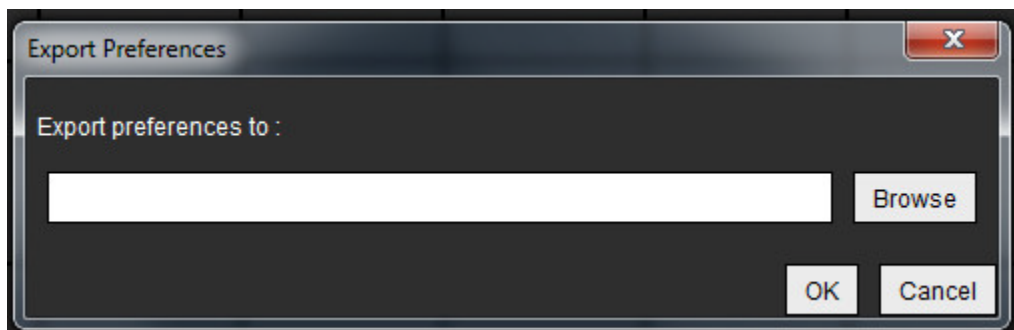 Export Preferences
Export preferences to :
Browse
OK
Cancel